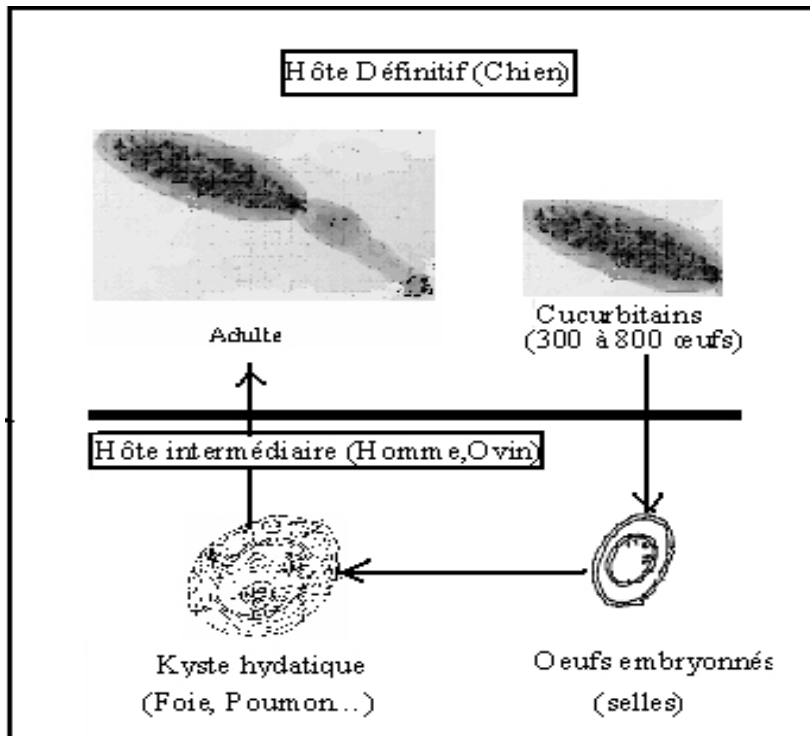 Hôte Définitif (Chien)
Adulte
Cucurbitains
(300 à 800 œufs)
Hôte intermédiaire (Homme,Ovin)
Kyste hydatique
(Foie, Poumon...)
Oeufs embryonnés
(selles)